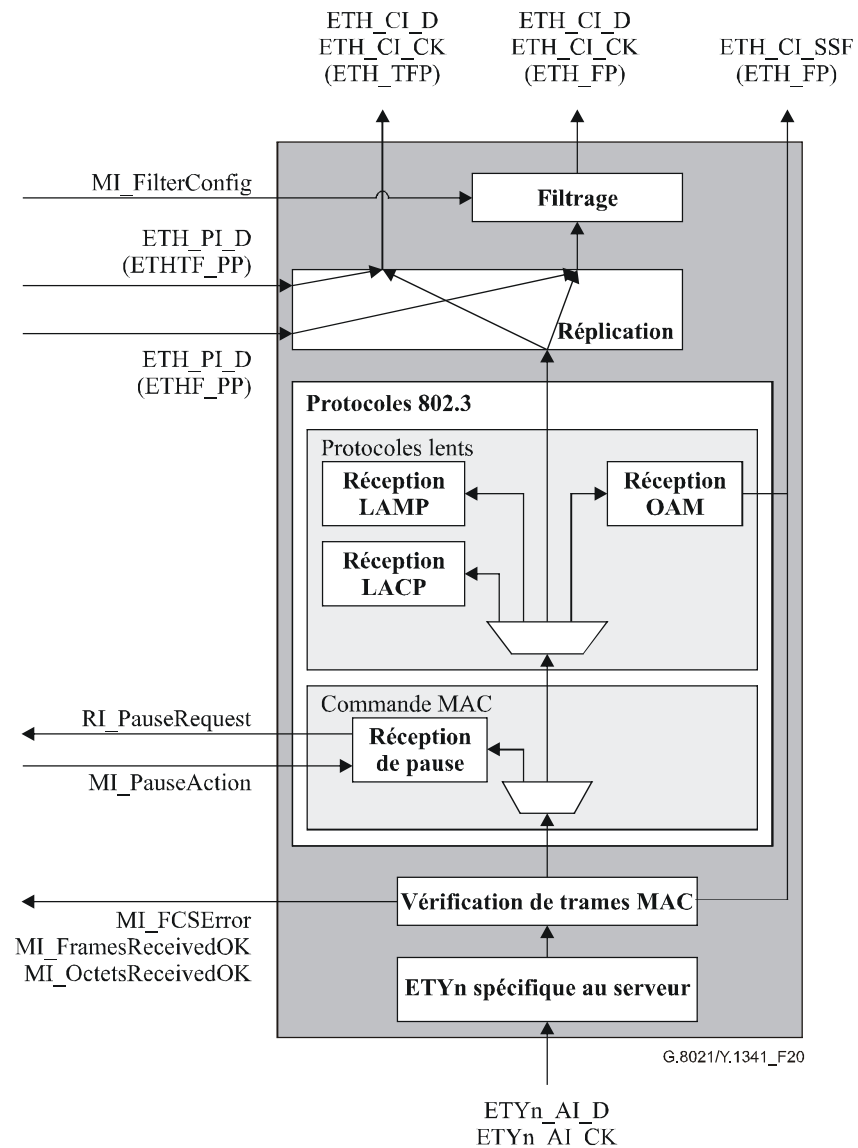 ETH_CI_D
ETH_CI_CK
(ETH_TFP)
ETH_CI_D
ETH_CI_CK
(ETH_FP)
ETH_CI_SSF
(ETH_FP)
MI_FilterConfig
Filtrage
ETH_PI_D
(ETHTF_PP)
Réplication
ETH_PI_D
(ETHF_PP)
Protocoles 802.3
Protocoles lents
Réception
LAMP
Réception
OAM
Réception
LACP
Commande MAC
RI_PauseRequest
Réception
de pause
MI_PauseAction
Vérification de trames MAC
MI_FCSError
MI_FramesReceivedOK
MI_OctetsReceivedOK
ETYn spécifique au serveur
G.8021/Y.1341_F20
ETYn_AI_D
ETYn_AI_CK